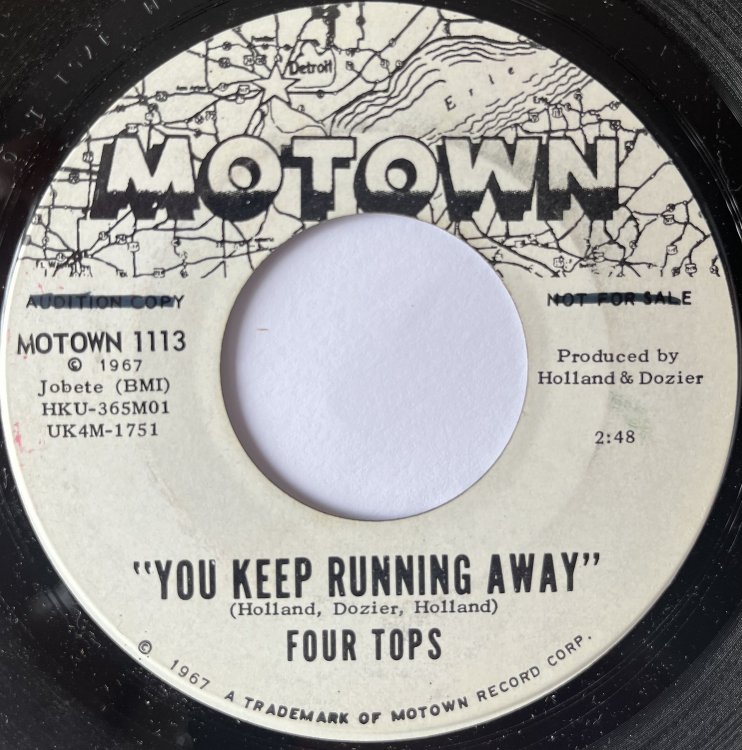 Detroit
Erie
MOTOWN
AUDITION COPY
NOT FOR SALE
MOTOWN 1113
© 1967
Jobete (BMI)
HKU-365M01
UK4M-1751
Produced by
Holland & Dozier
2:48
"YOU KEEP RUNNING AWAY"
(Holland, Dozier, Holland)
FOUR TOPS
© 1967 A TRADEMARK OF MOTOWN RECORD CORP.